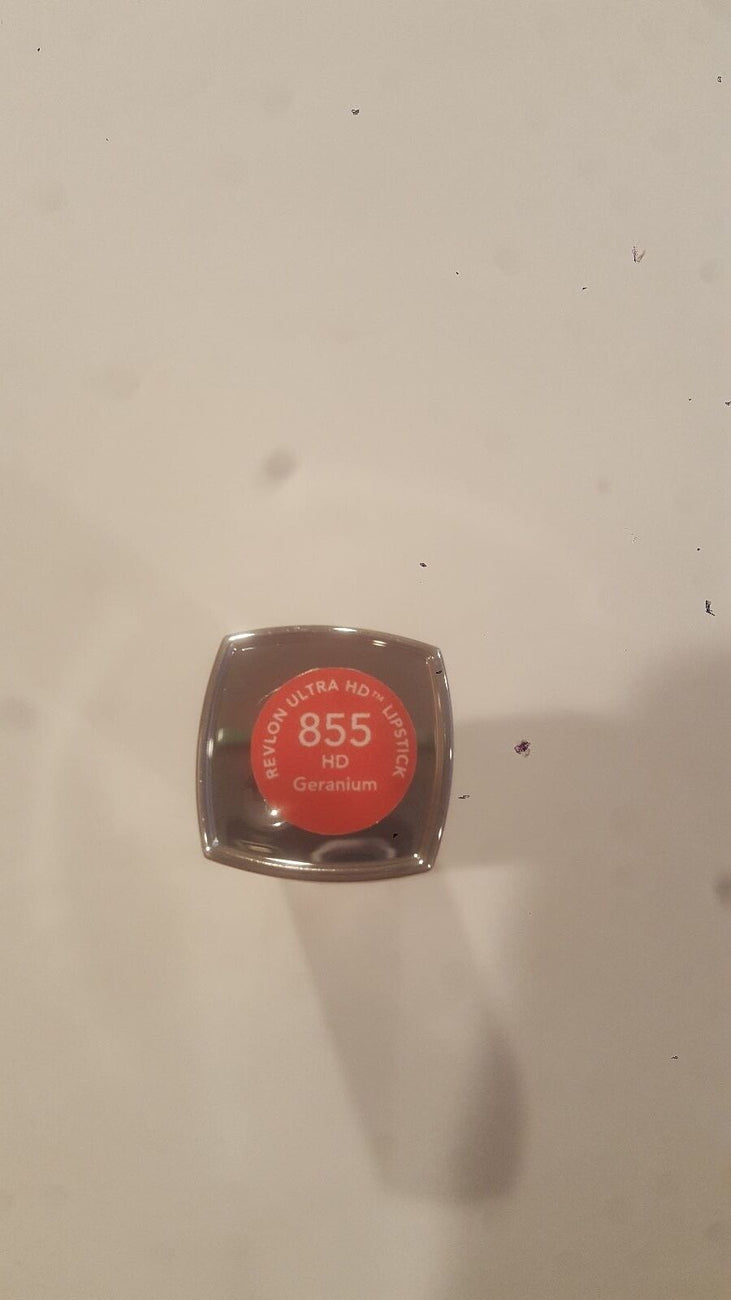 REVLON ULTRA HD™ LIPSTICK
855
HD
Geranium